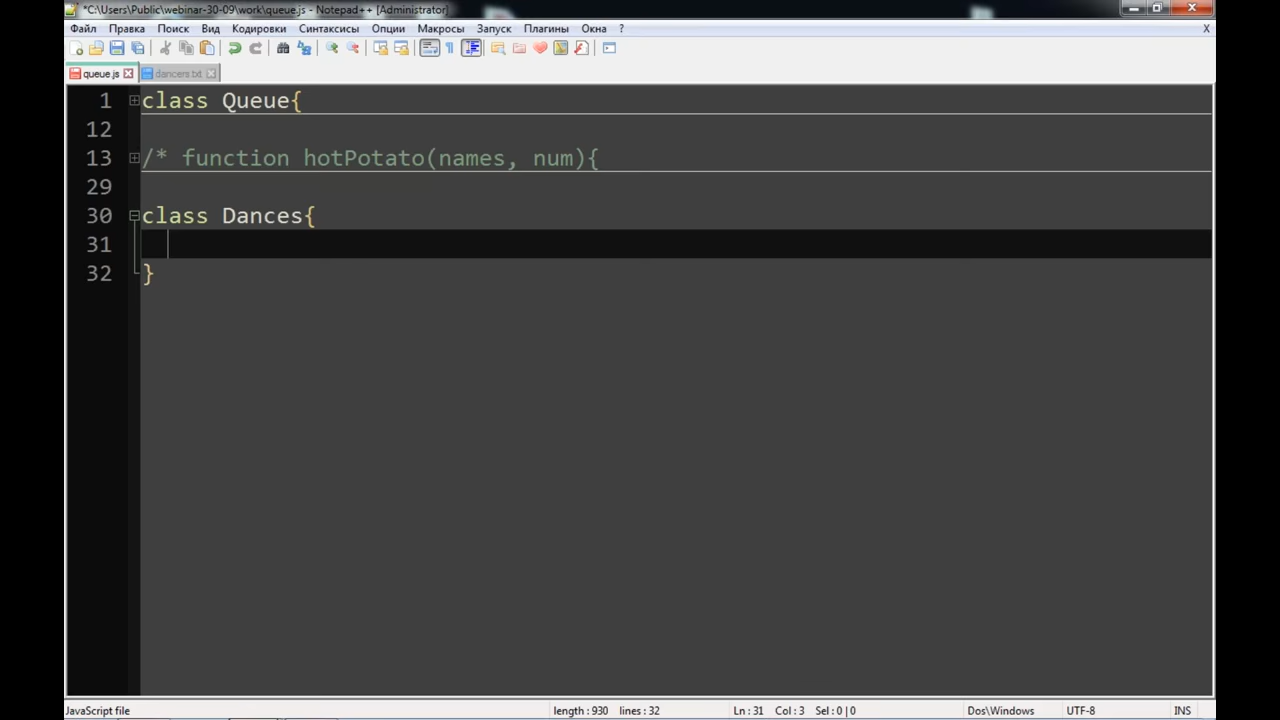 *C:\Users\Public\webinar-30-09\work\queue.js - Notepad++ [Administrator]
Файл Правка Поиск Вид Кодировки Синтаксисы Опции Макросы Запуск Плагины Окна ? X
queue.js dancers.txt
1 class Queue{
12
13 /* function hotPotato(names, num){
29
30 class Dances{
31
32 }
JavaScript file length : 930 lines : 32 Ln : 31 Col : 3 Sel : 0 | 0 Dos\Windows UTF-8 INS